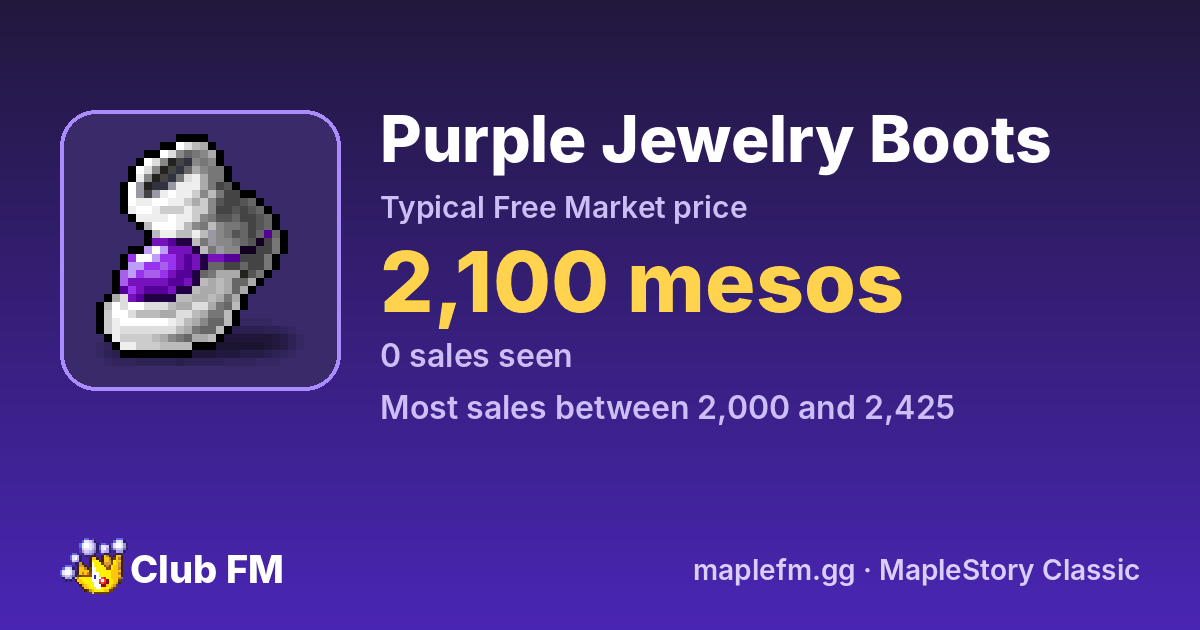 Purple Jewelry Boots
Typical Free Market price
2,100 mesos
0 sales seen
Most sales between 2,000 and 2,425
Club FM
maplefm.gg · MapleStory Classic